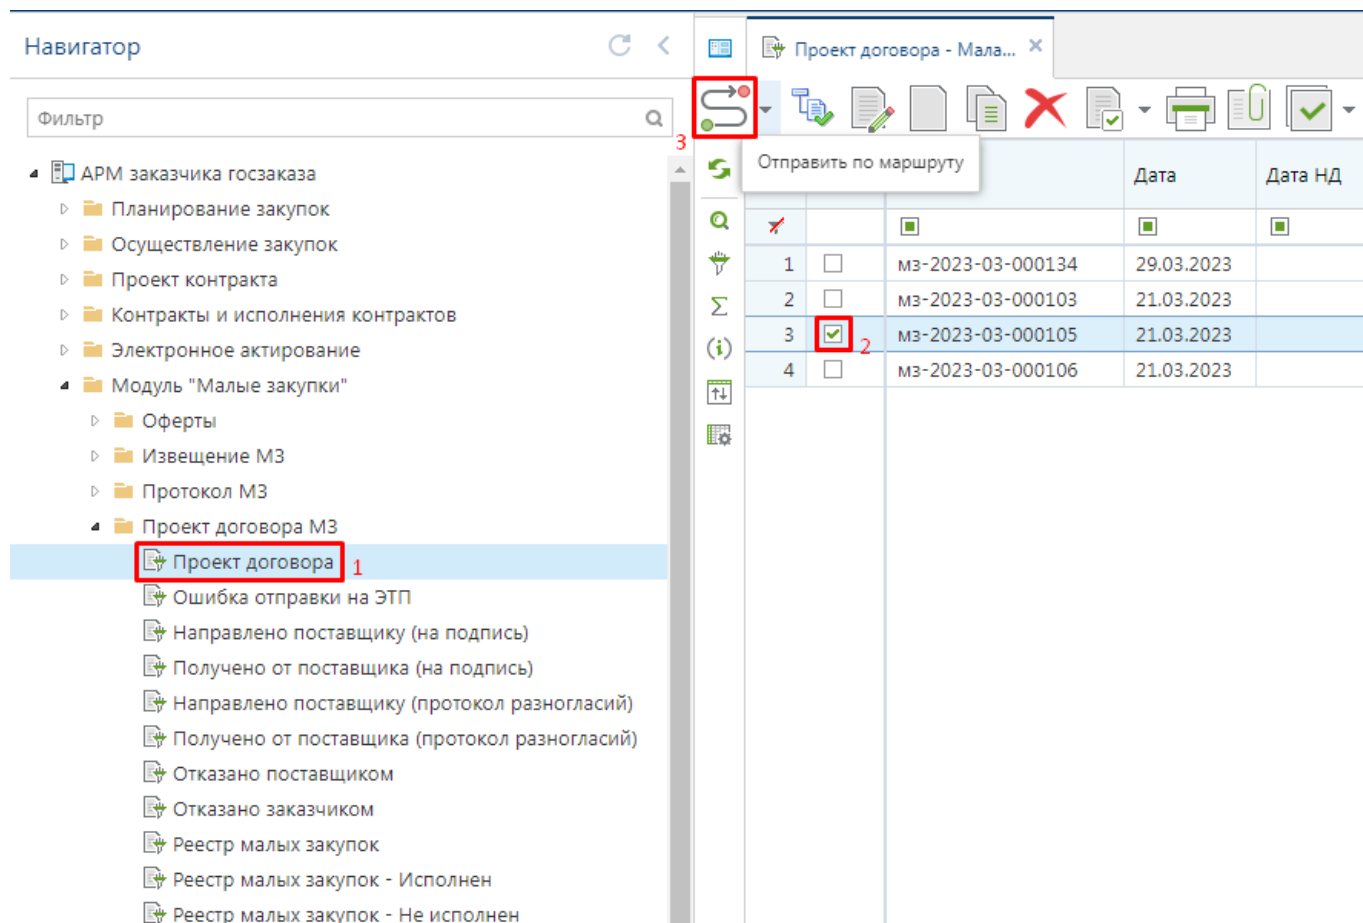 Навигатор
Фильтр
АРМ заказчика госзаказа
Планирование закупок
Осуществление закупок
Проект контракта
Контракты и исполнения контрактов
Электронное актирование
Модуль "Малые закупки"
Оферты
Извещение МЗ
Протокол МЗ
Проект договора МЗ
Проект договора 1
Ошибка отправки на ЭТП
Направлено поставщику (на подпись)
Получено от поставщика (на подпись)
Направлено поставщику (протокол разногласий)
Получено от поставщика (протокол разногласий)
Отказано поставщиком
Отказано заказчиком
Реестр малых закупок
Реестр малых закупок - Исполнен
Реестр малых закупок - Не исполнен
Проект договора - Мала...
3
Отправить по маршруту
Дата Дата НД
1 мз-2023-03-000134 29.03.2023
2 мз-2023-03-000103 21.03.2023
3 2 мз-2023-03-000105 21.03.2023
4 мз-2023-03-000106 21.03.2023